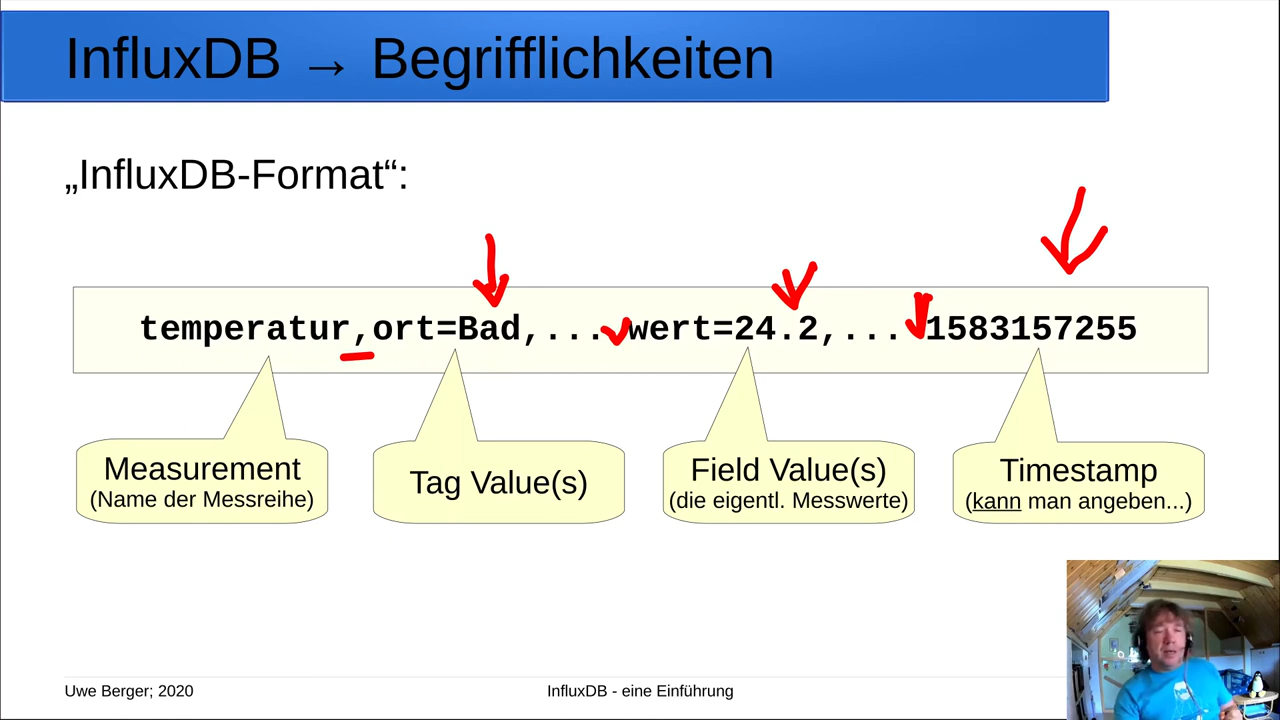 InfluxDB → Begrifflichkeiten
„InfluxDB-Format“:
temperatur,ort=Bad,... wert=24.2,... 1583157255
Measurement
(Name der Messreihe)
Tag Value(s)
Field Value(s)
(die eigentl. Messwerte)
Timestamp
(kann man angeben...)
Uwe Berger; 2020
InfluxDB - eine Einführung